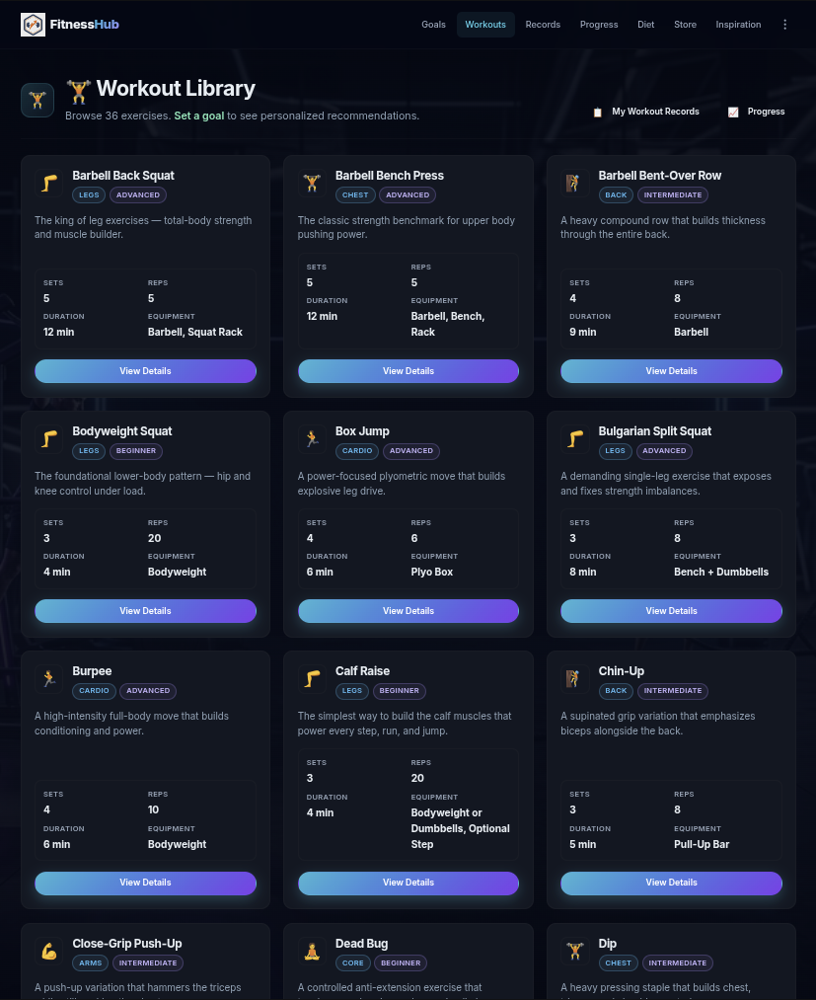 FitnessHub
Goals
Workouts
Records
Progress
Diet
Store
Inspiration
Workout Library
Browse 36 exercises. Set a goal to see personalized recommendations.
My Workout Records
Progress
Barbell Back Squat
LEGS
ADVANCED
The king of leg exercises — total-body strength
and muscle builder.
SETS
REPS
5
5
DURATION
EQUIPMENT
12 min
Barbell, Squat Rack
View Details
Barbell Bench Press
CHEST
ADVANCED
The classic strength benchmark for upper body
pushing power.
SETS
REPS
5
5
DURATION
EQUIPMENT
12 min
Barbell, Bench,
Rack
View Details
Barbell Bent-Over Row
BACK
INTERMEDIATE
A heavy compound row that builds thickness
through the entire back.
SETS
REPS
4
8
DURATION
EQUIPMENT
9 min
Barbell
View Details
Bodyweight Squat
LEGS
BEGINNER
The foundational lower-body pattern — hip and
knee control under load.
SETS
REPS
3
20
DURATION
EQUIPMENT
4 min
Bodyweight
View Details
Box Jump
CARDIO
ADVANCED
A power-focused plyometric move that builds
explosive leg drive.
SETS
REPS
4
6
DURATION
EQUIPMENT
6 min
Plyo Box
View Details
Bulgarian Split Squat
LEGS
ADVANCED
A demanding single-leg exercise that exposes
and fixes strength imbalances.
SETS
REPS
3
8
DURATION
EQUIPMENT
8 min
Bench + Dumbbells
View Details
Burpee
CARDIO
ADVANCED
A high-intensity full-body move that builds
conditioning and power.
SETS
REPS
4
10
DURATION
EQUIPMENT
6 min
Bodyweight
View Details
Calf Raise
LEGS
BEGINNER
The simplest way to build the calf muscles that
power every step, run, and jump.
SETS
REPS
3
20
DURATION
EQUIPMENT
4 min
Bodyweight or
Dumbbells, Optional
Step
View Details
Chin-Up
BACK
INTERMEDIATE
A supinated grip variation that emphasizes
biceps alongside the back.
SETS
REPS
3
8
DURATION
EQUIPMENT
5 min
Pull-Up Bar
View Details
Close-Grip Push-Up
ARMS
INTERMEDIATE
A push-up variation that hammers the triceps
Dead Bug
CORE
BEGINNER
A controlled anti-extension exercise that
Dip
CHEST
INTERMEDIATE
A heavy pressing staple that builds chest,